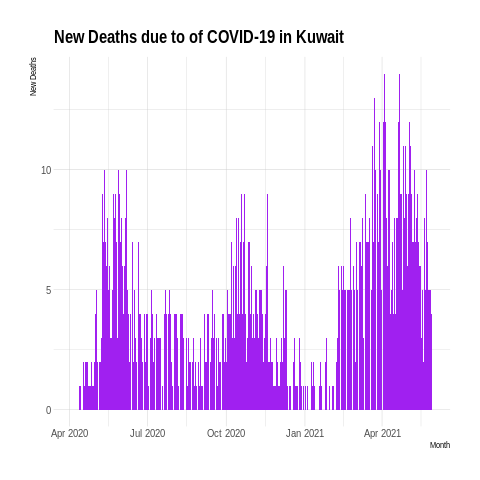 New Deaths due to of COVID-19 in Kuwait
New Deaths
10
5
0
Apr 2020 Jul 2020 Oct 2020 Jan 2021 Apr 2021
Month